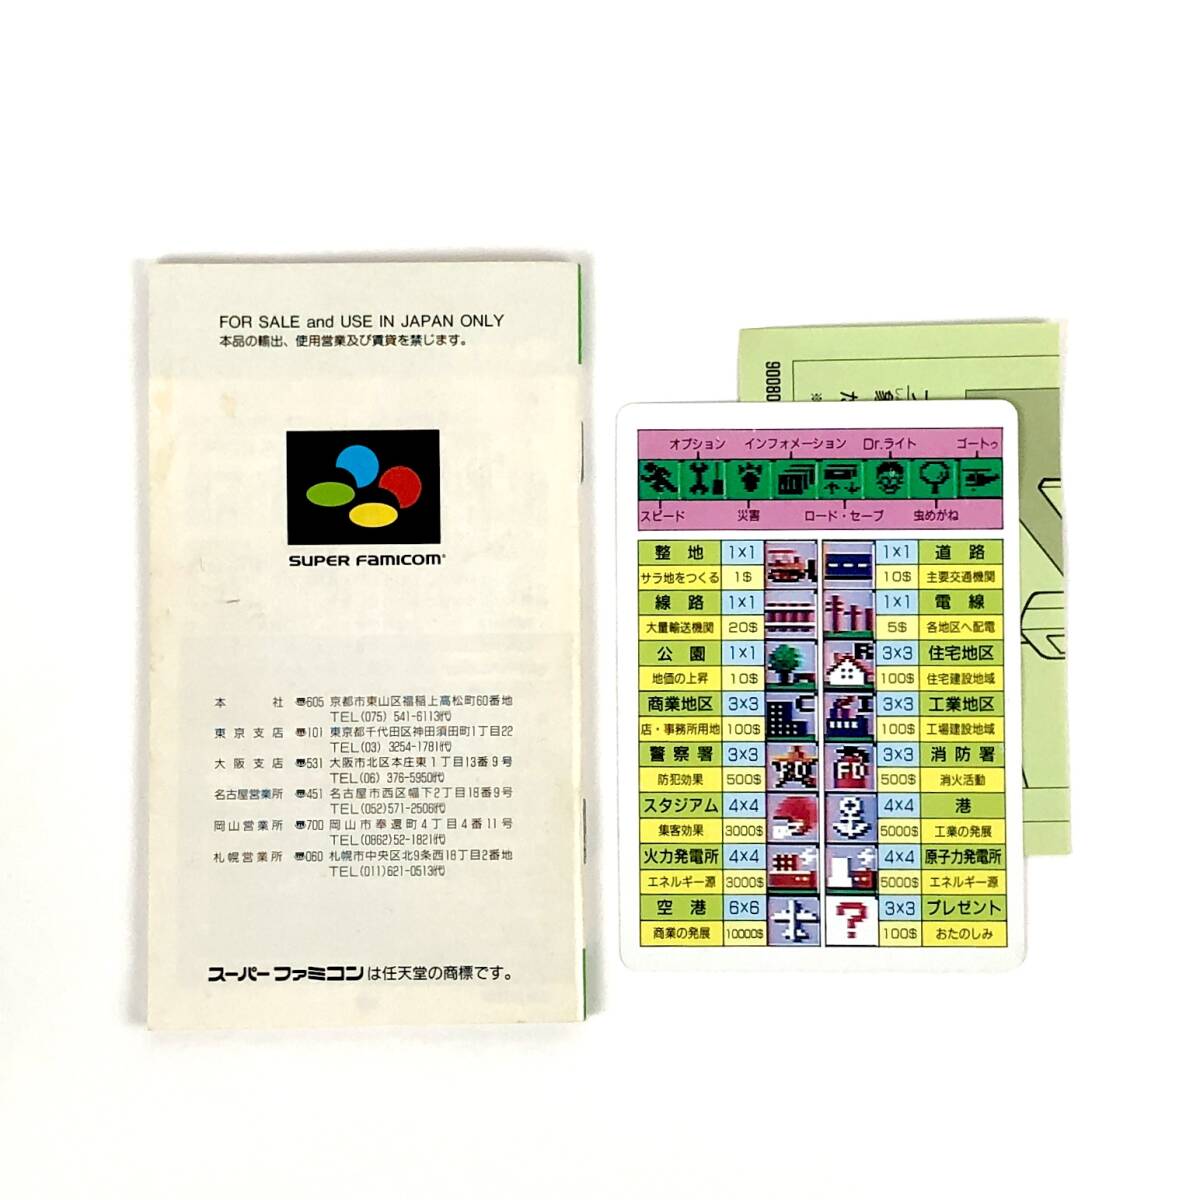 FOR SALE and USE IN JAPAN ONLY
本品の輸出、使用営業及び賃貸を禁じます。
SUPER FAMICOM
本社 〠605 京都市東山区福稲上高松町60番地
TEL(075) 541-6113代
東京支店 〠101 東京都千代田区神田須田町1丁目22
TEL(03) 3254-1781代
大阪支店 〠531 大阪市北区本庄東1丁目13番9号
TEL(06) 376-5950代
名古屋営業所 〠451 名古屋市西区幅下2丁目18番9号
TEL(052)571-2506代
岡山営業所 〠700 岡山市奉還町4丁目4番11号
TEL(0862)52-1821代
札幌営業所 〠060 札幌市中央区北9条西18丁目2番地
TEL(011)621-0513代
スーパーファミコンは任天堂の商標です。
オプション インフォメーション Dr.ライト ゴートゥ
スピード 災害 ロード・セーブ 虫めがね
整地 1×1 1×1 道路
サラ地をつくる 1$ 10$ 主要交通機関
線路 1×1 1×1 電線
大量輸送機関 20$ 5$ 各地区へ配電
公園 1×1 R 3×3 住宅地区
地価の上昇 10$ 100$ 住宅建設地域
商業地区 3×3 C I 3×3 工業地区
店・事務所用地 100$ 100$ 工場建設地域
警察署 3×3 PD FD 3×3 消防署
防犯効果 500$ 500$ 消火活動
スタジアム 4×4 4×4 港
集客効果 3000$ 5000$ 工業の発展
火力発電所 4×4 4×4 原子力発電所
エネルギー源 3000$ 5000$ エネルギー源
空港 6×6 ? 3×3 プレゼント
商業の発展 10000$ 100$ おたのしみ
90080